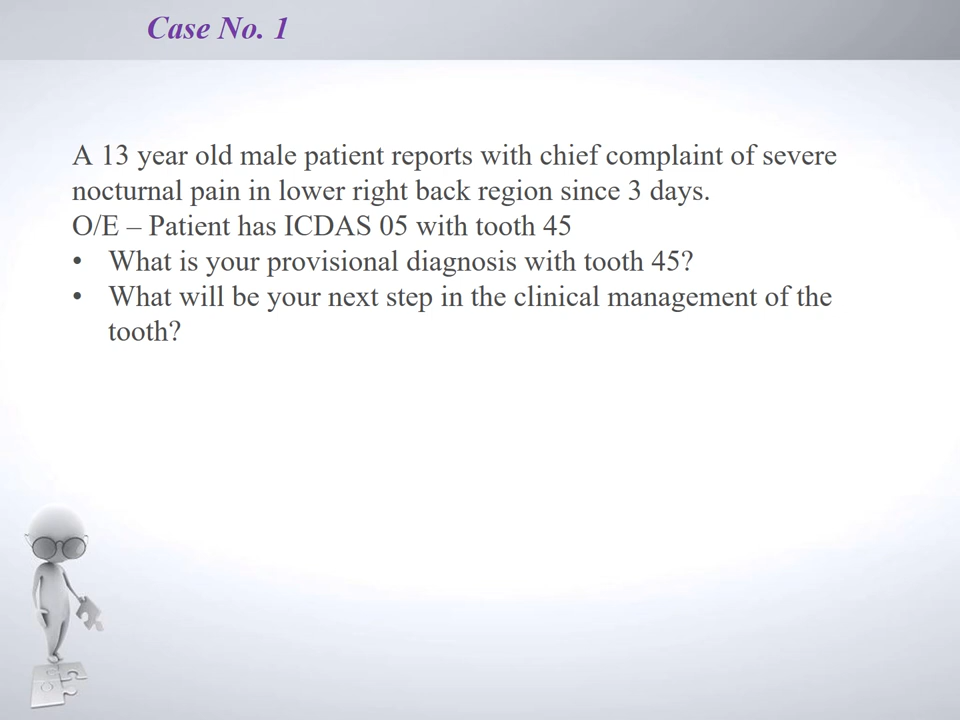 Case No. 1
A 13 year old male patient reports with chief complaint of severe
nocturnal pain in lower right back region since 3 days.
O/E – Patient has ICDAS 05 with tooth 45
• What is your provisional diagnosis with tooth 45?
• What will be your next step in the clinical management of the
tooth?